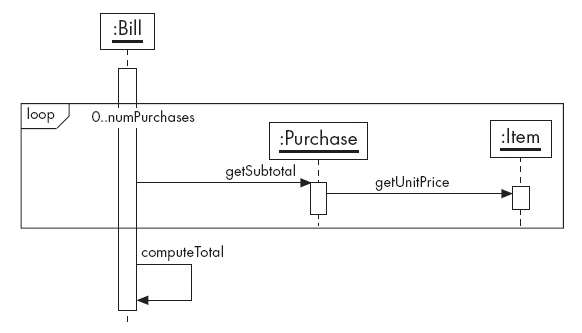 :Bill
loop
0..numPurchases
:Purchase
:Item
getSubtotal
getUnitPrice
computeTotal